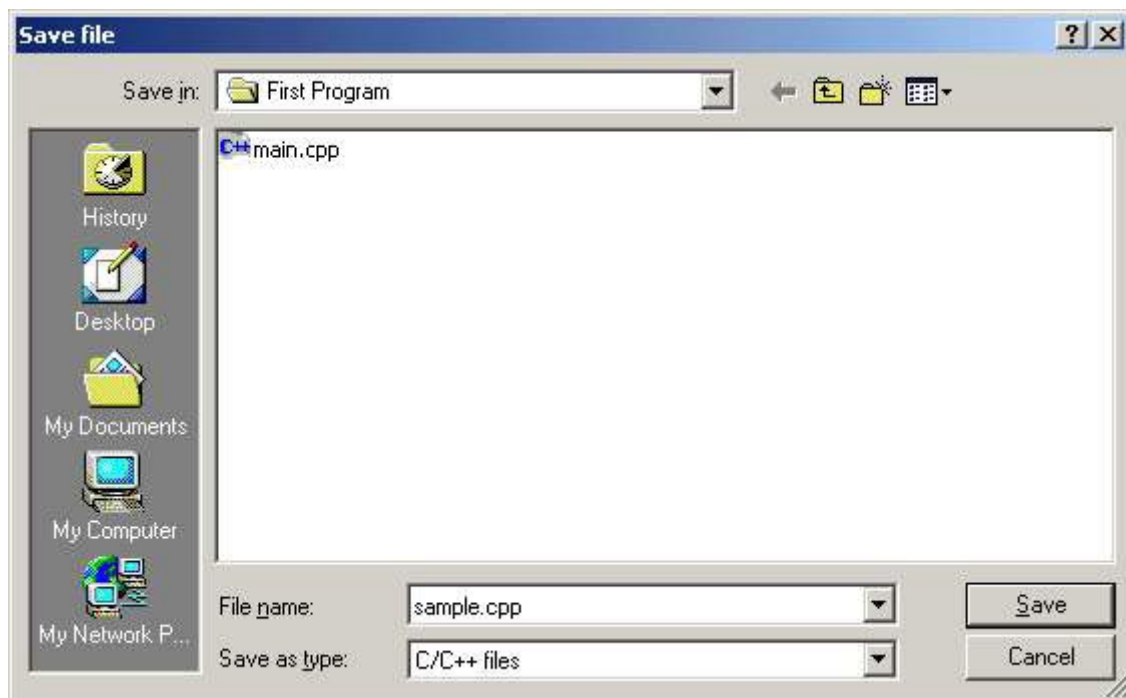 Save file
Save in: First Program
C++ main.cpp
History
Desktop
My Documents
My Computer
My Network P...
File name: sample.cpp Save
Save as type: C/C++ files Cancel